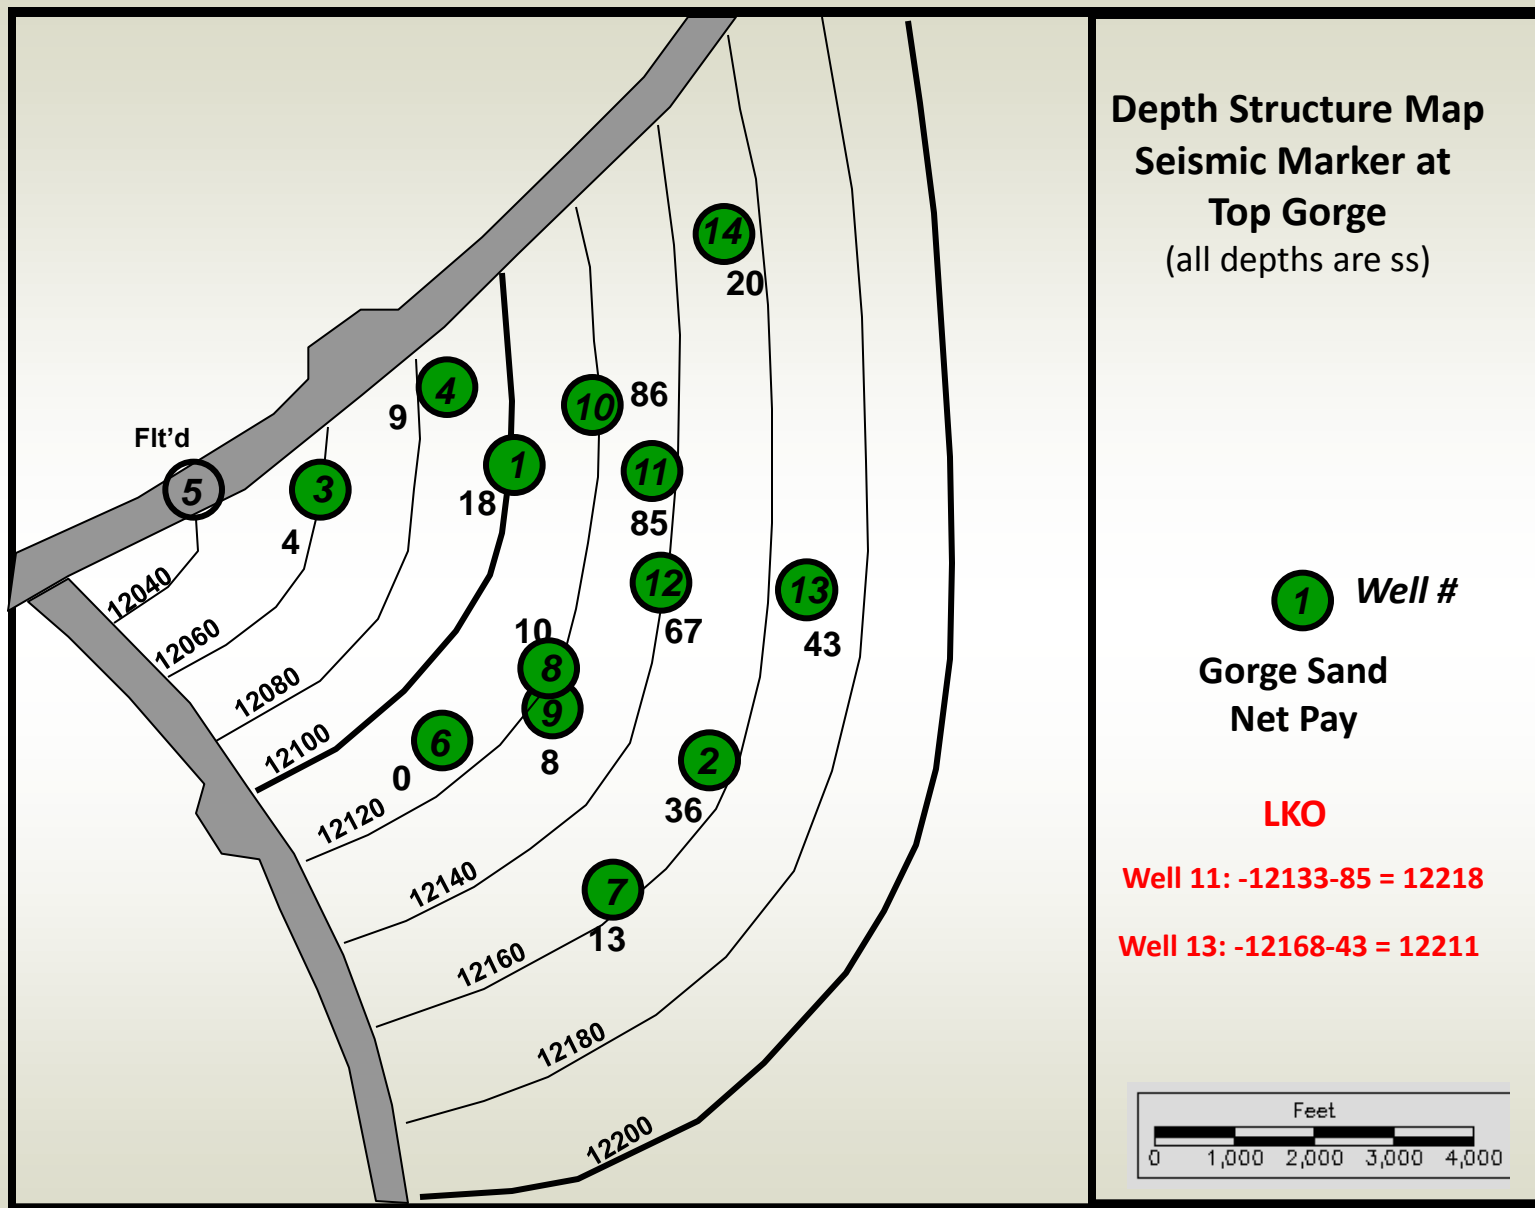 Depth Structure Map
Seismic Marker at
Top Gorge
(all depths are ss)
14
20
4
9
10
86
Flt'd
5
3
4
1
18
11
85
12040
12060
12080
12100
12
67
13
43
10
8
9
8
6
0
2
36
12120
12140
7
13
12160
12180
12200
1 Well #
Gorge Sand
Net Pay
LKO
Well 11: -12133-85 = 12218
Well 13: -12168-43 = 12211
Feet
0 1,000 2,000 3,000 4,000